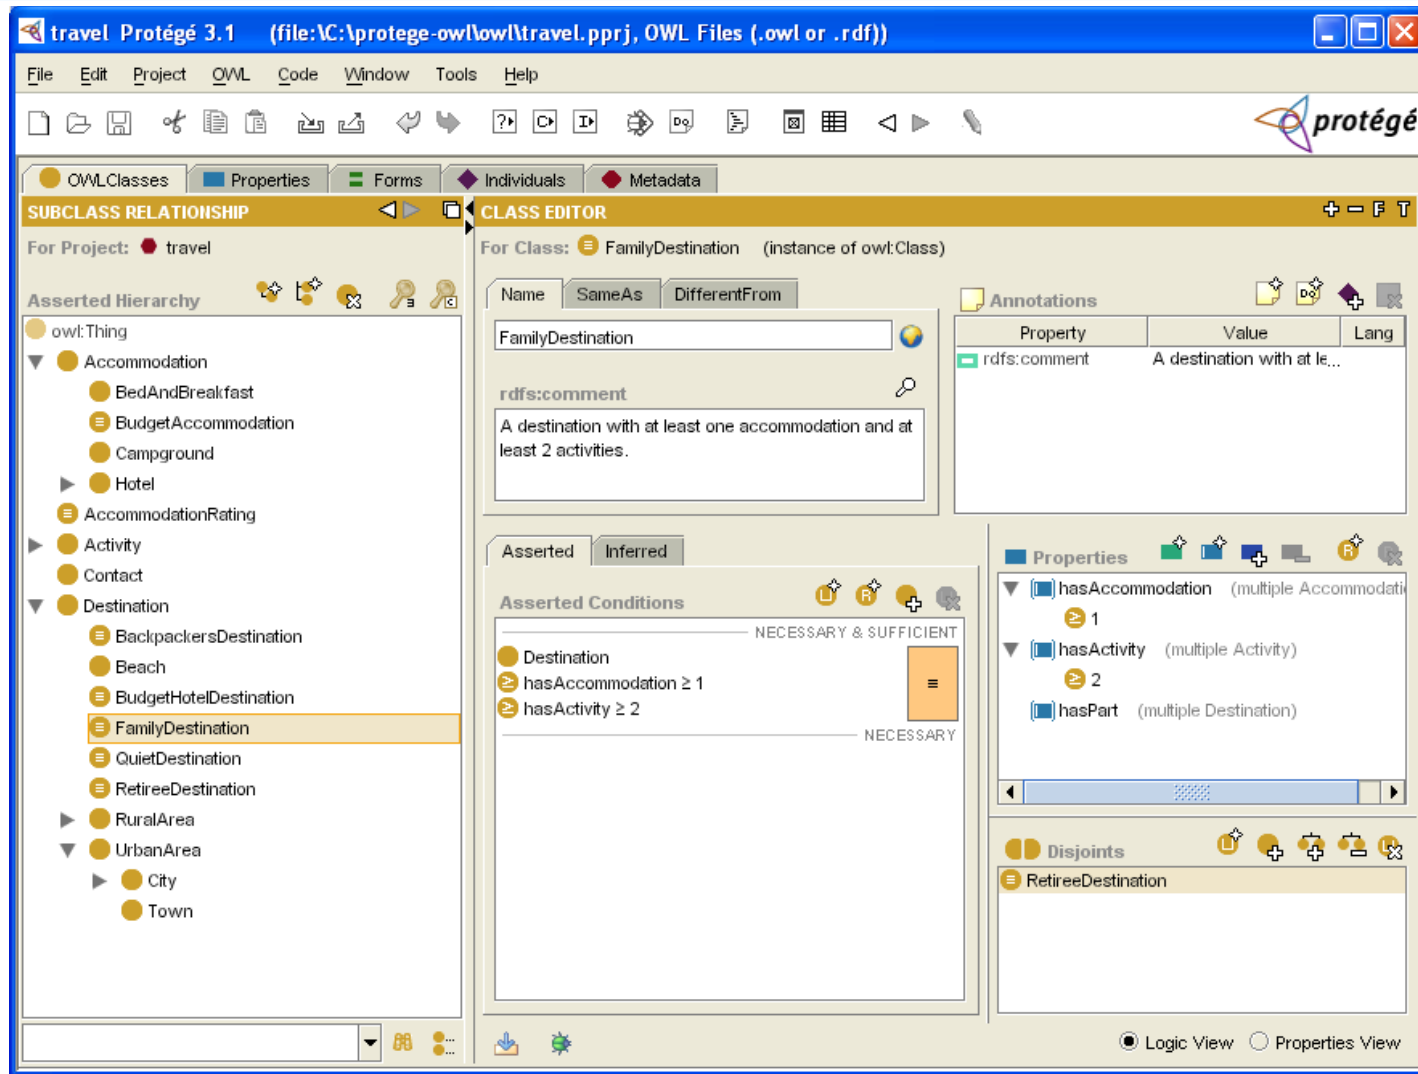 travel Protégé 3.1 (file:\C:\protege-owl\owl\travel.pprj, OWL Files (.owl or .rdf))
File Edit Project OWL Code Window Tools Help
protégé
OWLClasses Properties Forms Individuals Metadata
SUBCLASS RELATIONSHIP
For Project: travel
Asserted Hierarchy
owl:Thing
Accommodation
BedAndBreakfast
BudgetAccommodation
Campground
Hotel
AccommodationRating
Activity
Contact
Destination
BackpackersDestination
Beach
BudgetHotelDestination
FamilyDestination
QuietDestination
RetireeDestination
RuralArea
UrbanArea
City
Town
CLASS EDITOR
F T
For Class: FamilyDestination (instance of owl:Class)
Name SameAs DifferentFrom
FamilyDestination
rdfs:comment
A destination with at least one accommodation and at
least 2 activities.
Annotations
Property Value Lang
rdfs:comment A destination with at le...
Asserted Inferred
Asserted Conditions
NECESSARY & SUFFICIENT
Destination
hasAccommodation ≥ 1
hasActivity ≥ 2
≡
NECESSARY
Properties
hasAccommodation (multiple Accommodati
≥ 1
hasActivity (multiple Activity)
≥ 2
hasPart (multiple Destination)
Disjoints
RetireeDestination
Logic View Properties View